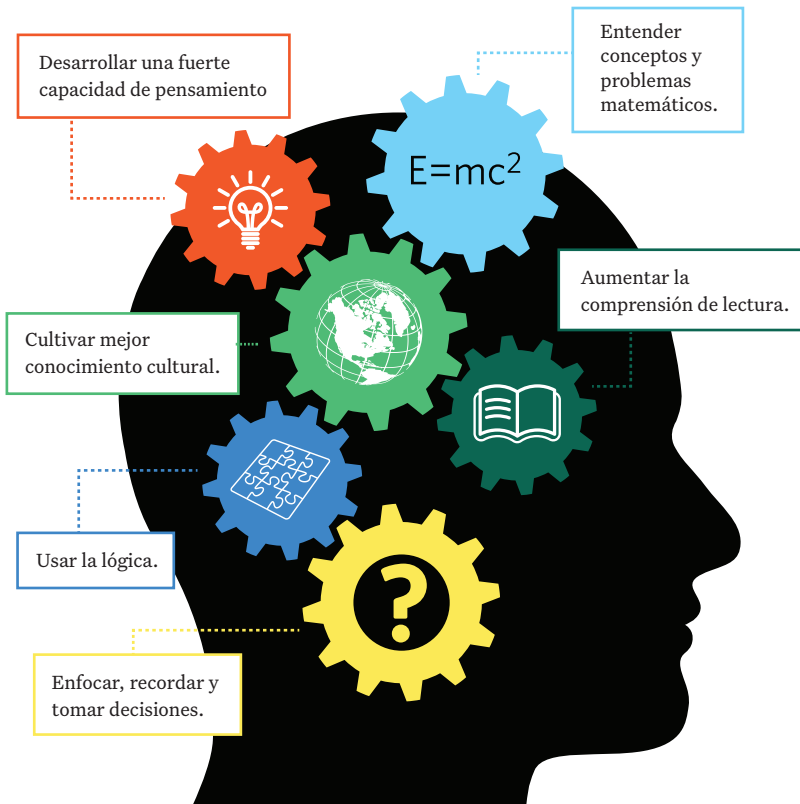 Desarrollar una fuerte
capacidad de pensamiento
Entender
conceptos y
problemas
matemáticos.
E=mc²
Aumentar la
comprensión de lectura.
Cultivar mejor
conocimiento cultural.
Usar la lógica.
?
Enfocar, recordar y
tomar decisiones.